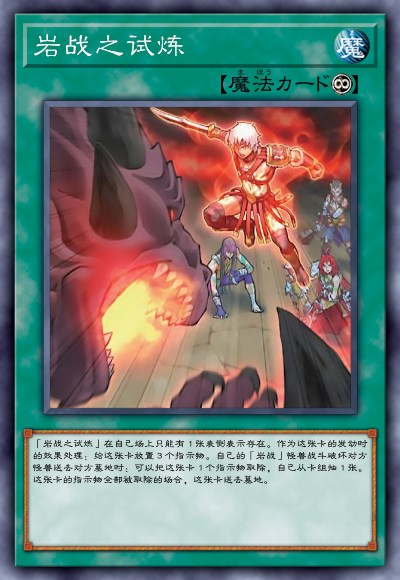 岩战之试炼
魔
【魔法カード】
まほう
「岩战之试炼」在自己场上只能有1张表侧表示存在。作为这张卡的发动时
的效果处理：给这张卡放置3个指示物。自己的「岩战」怪兽战斗破坏对方
怪兽送去对方墓地时：可以把这张卡1个指示物取除，自己从卡组抽1张。
这张卡的指示物全部被取除的场合，这张卡送去墓地。